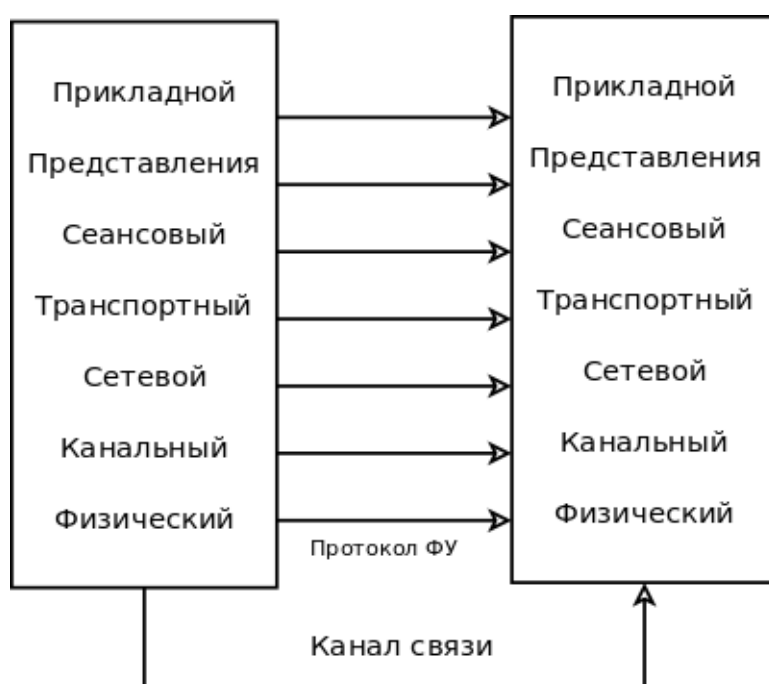 Прикладной
Представления
Сеансовый
Транспортный
Сетевой
Канальный
Физический
Прикладной
Представления
Сеансовый
Транспортный
Сетевой
Канальный
Физический
Протокол ФУ
Канал связи